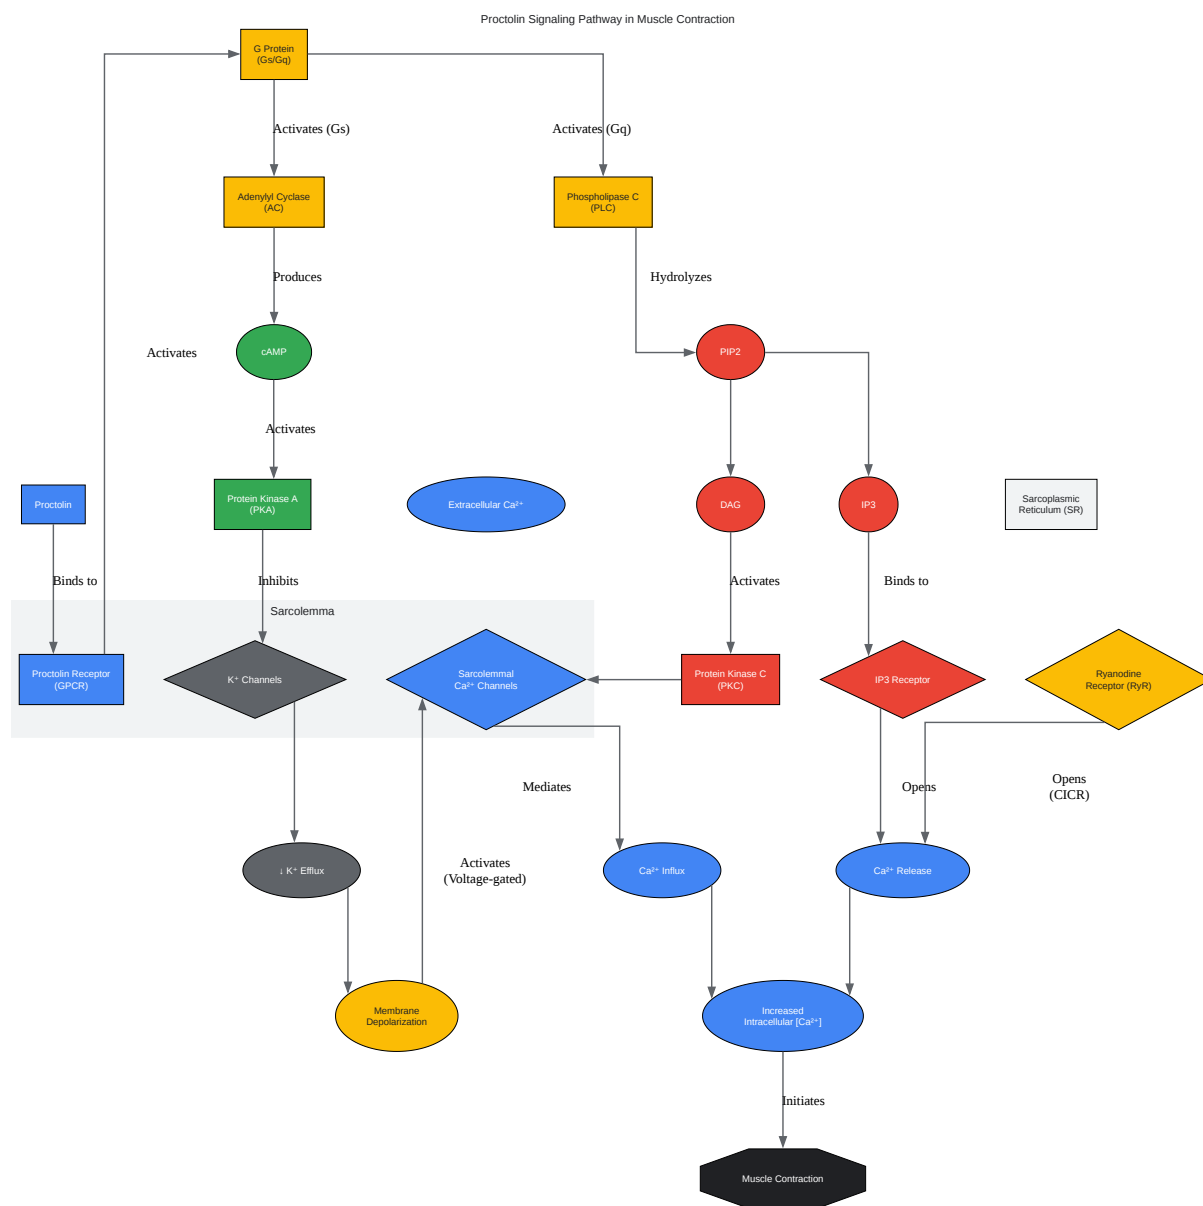 Proctolin Signaling Pathway in Muscle Contraction
G Protein
(Gs/Gq)
Activates (Gs)
Activates (Gq)
Adenylyl Cyclase
(AC)
Phospholipase C
(PLC)
Produces
Hydrolyzes
Activates
cAMP
PIP2
Activates
Proctolin
Protein Kinase A
(PKA)
Extracellular Ca²⁺
DAG
IP3
Sarcoplasmic
Reticulum (SR)
Binds to
Inhibits
Activates
Binds to
Sarcolemma
Proctolin Receptor
(GPCR)
K⁺ Channels
Sarcolemmal
Ca²⁺ Channels
Protein Kinase C
(PKC)
IP3 Receptor
Ryanodine
Receptor (RyR)
Mediates
Opens
Opens
(CICR)
↓ K⁺ Efflux
Activates
(Voltage-gated)
Ca²⁺ Influx
Ca²⁺ Release
Membrane
Depolarization
Increased
Intracellular [Ca²⁺]
Initiates
Muscle Contraction